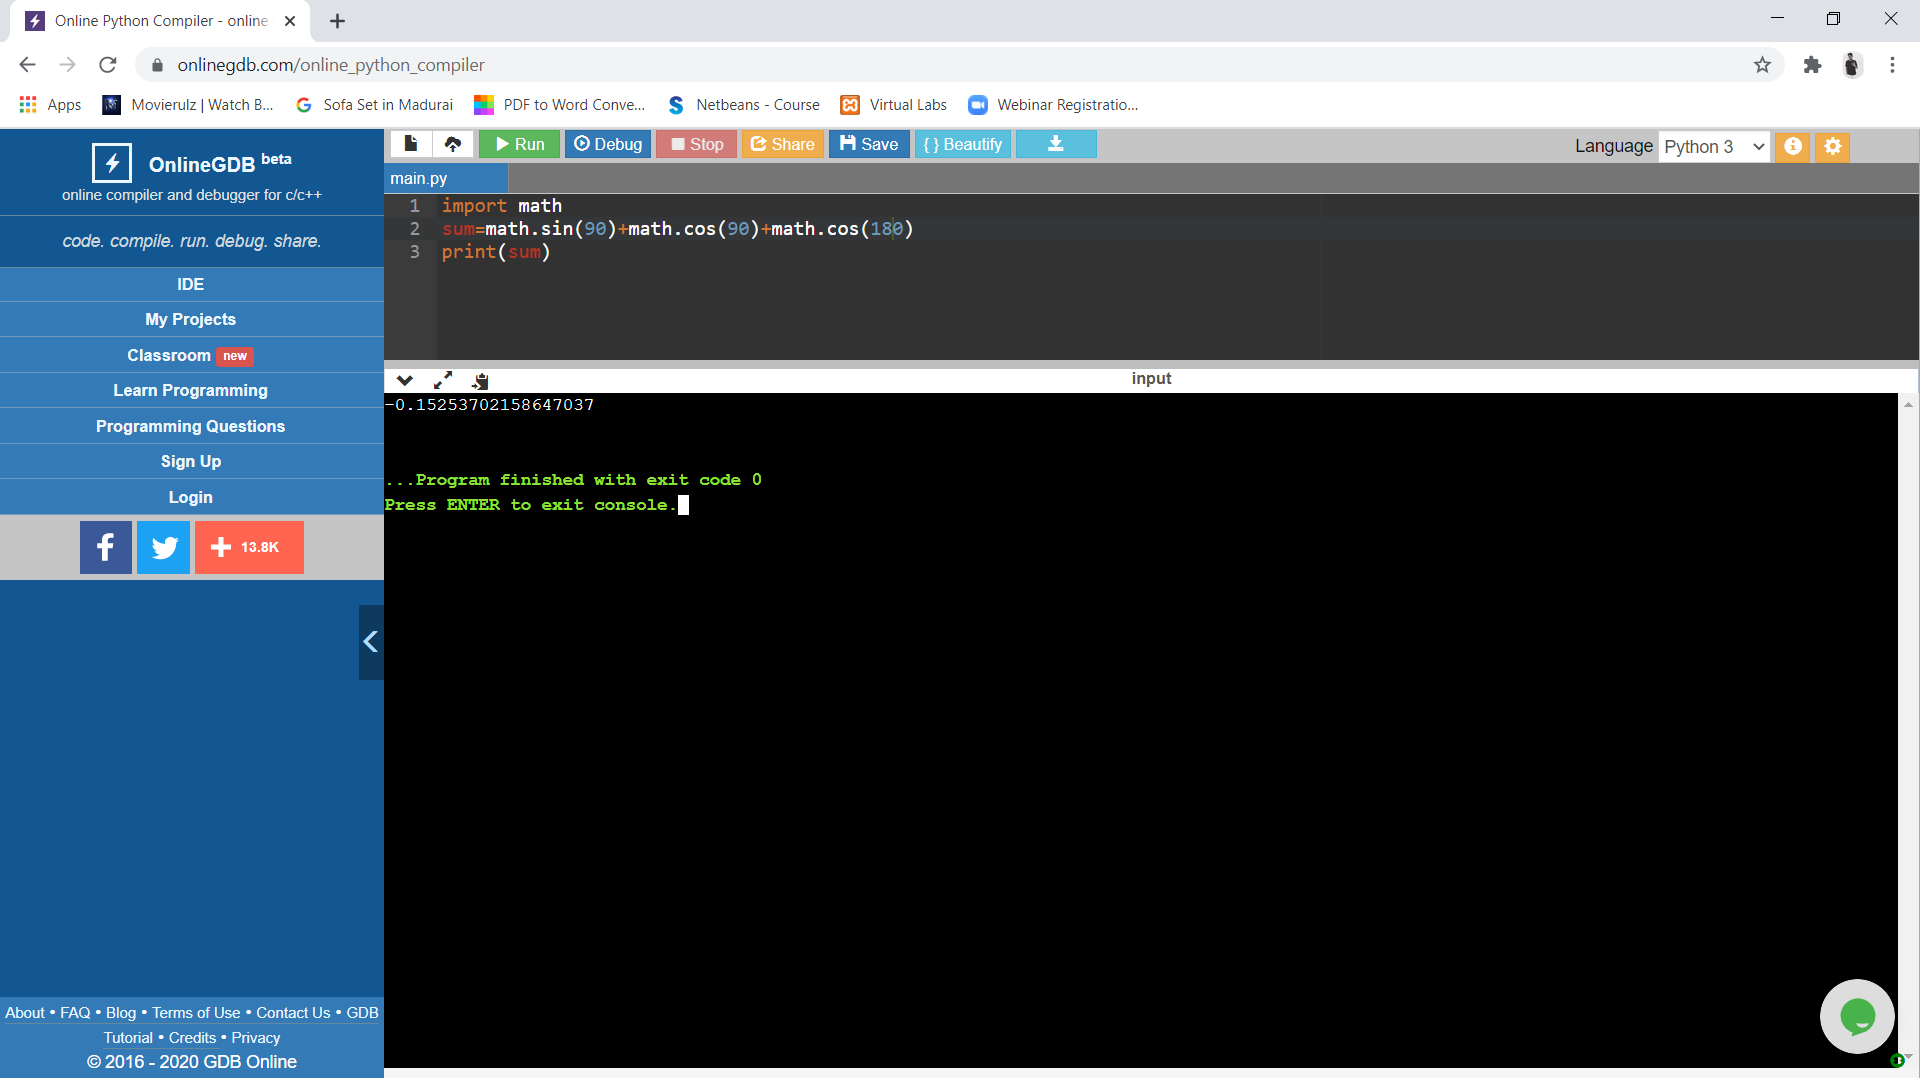 Online Python Compiler - online
onlinegdb.com/online_python_compiler
Apps
Movierulz | Watch B...
Sofa Set in Madurai
PDF to Word Conve...
Netbeans - Course
Virtual Labs
Webinar Registratio...
OnlineGDB beta
online compiler and debugger for c/c++
code. compile. run. debug. share.
IDE
My Projects
Classroom new
Learn Programming
Programming Questions
Sign Up
Login
13.8K
About • FAQ • Blog • Terms of Use • Contact Us • GDB
Tutorial • Credits • Privacy
© 2016 - 2020 GDB Online
Run Debug Stop Share Save { } Beautify
Language Python 3
main.py
1 import math
2 sum=math.sin(90)+math.cos(90)+math.cos(180)
3 print(sum)
input
-0.15253702158647037
...Program finished with exit code 0
Press ENTER to exit console.